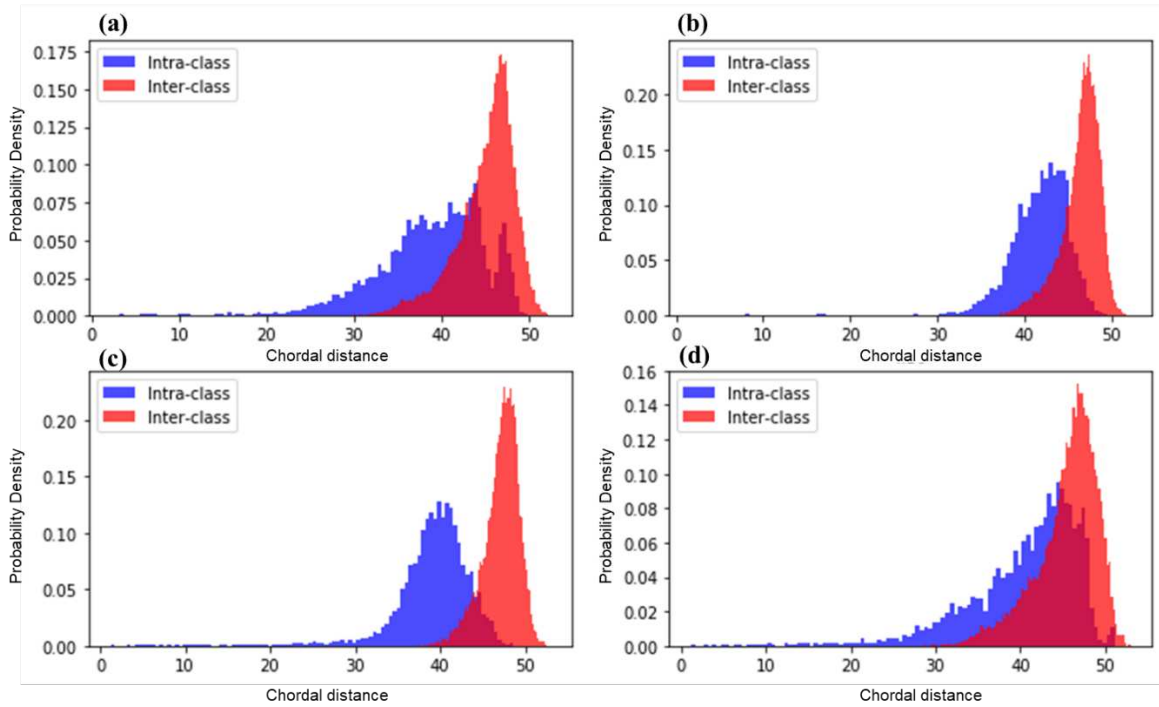 (a)
0.175
0.150
0.125
0.100
0.075
0.050
0.025
0.000
Probability Density
Intra-class
Inter-class
0 10 20 30 40 50
Chordal distance
(b)
0.20
0.15
0.10
0.05
0.00
Probability Density
Intra-class
Inter-class
0 10 20 30 40 50
Chordal distance
(c)
0.20
0.15
0.10
0.05
0.00
Probability Density
Intra-class
Inter-class
0 10 20 30 40 50
Chordal distance
(d)
0.16
0.14
0.12
0.10
0.08
0.06
0.04
0.02
0.00
Probability Density
Intra-class
Inter-class
0 10 20 30 40 50
Chordal distance